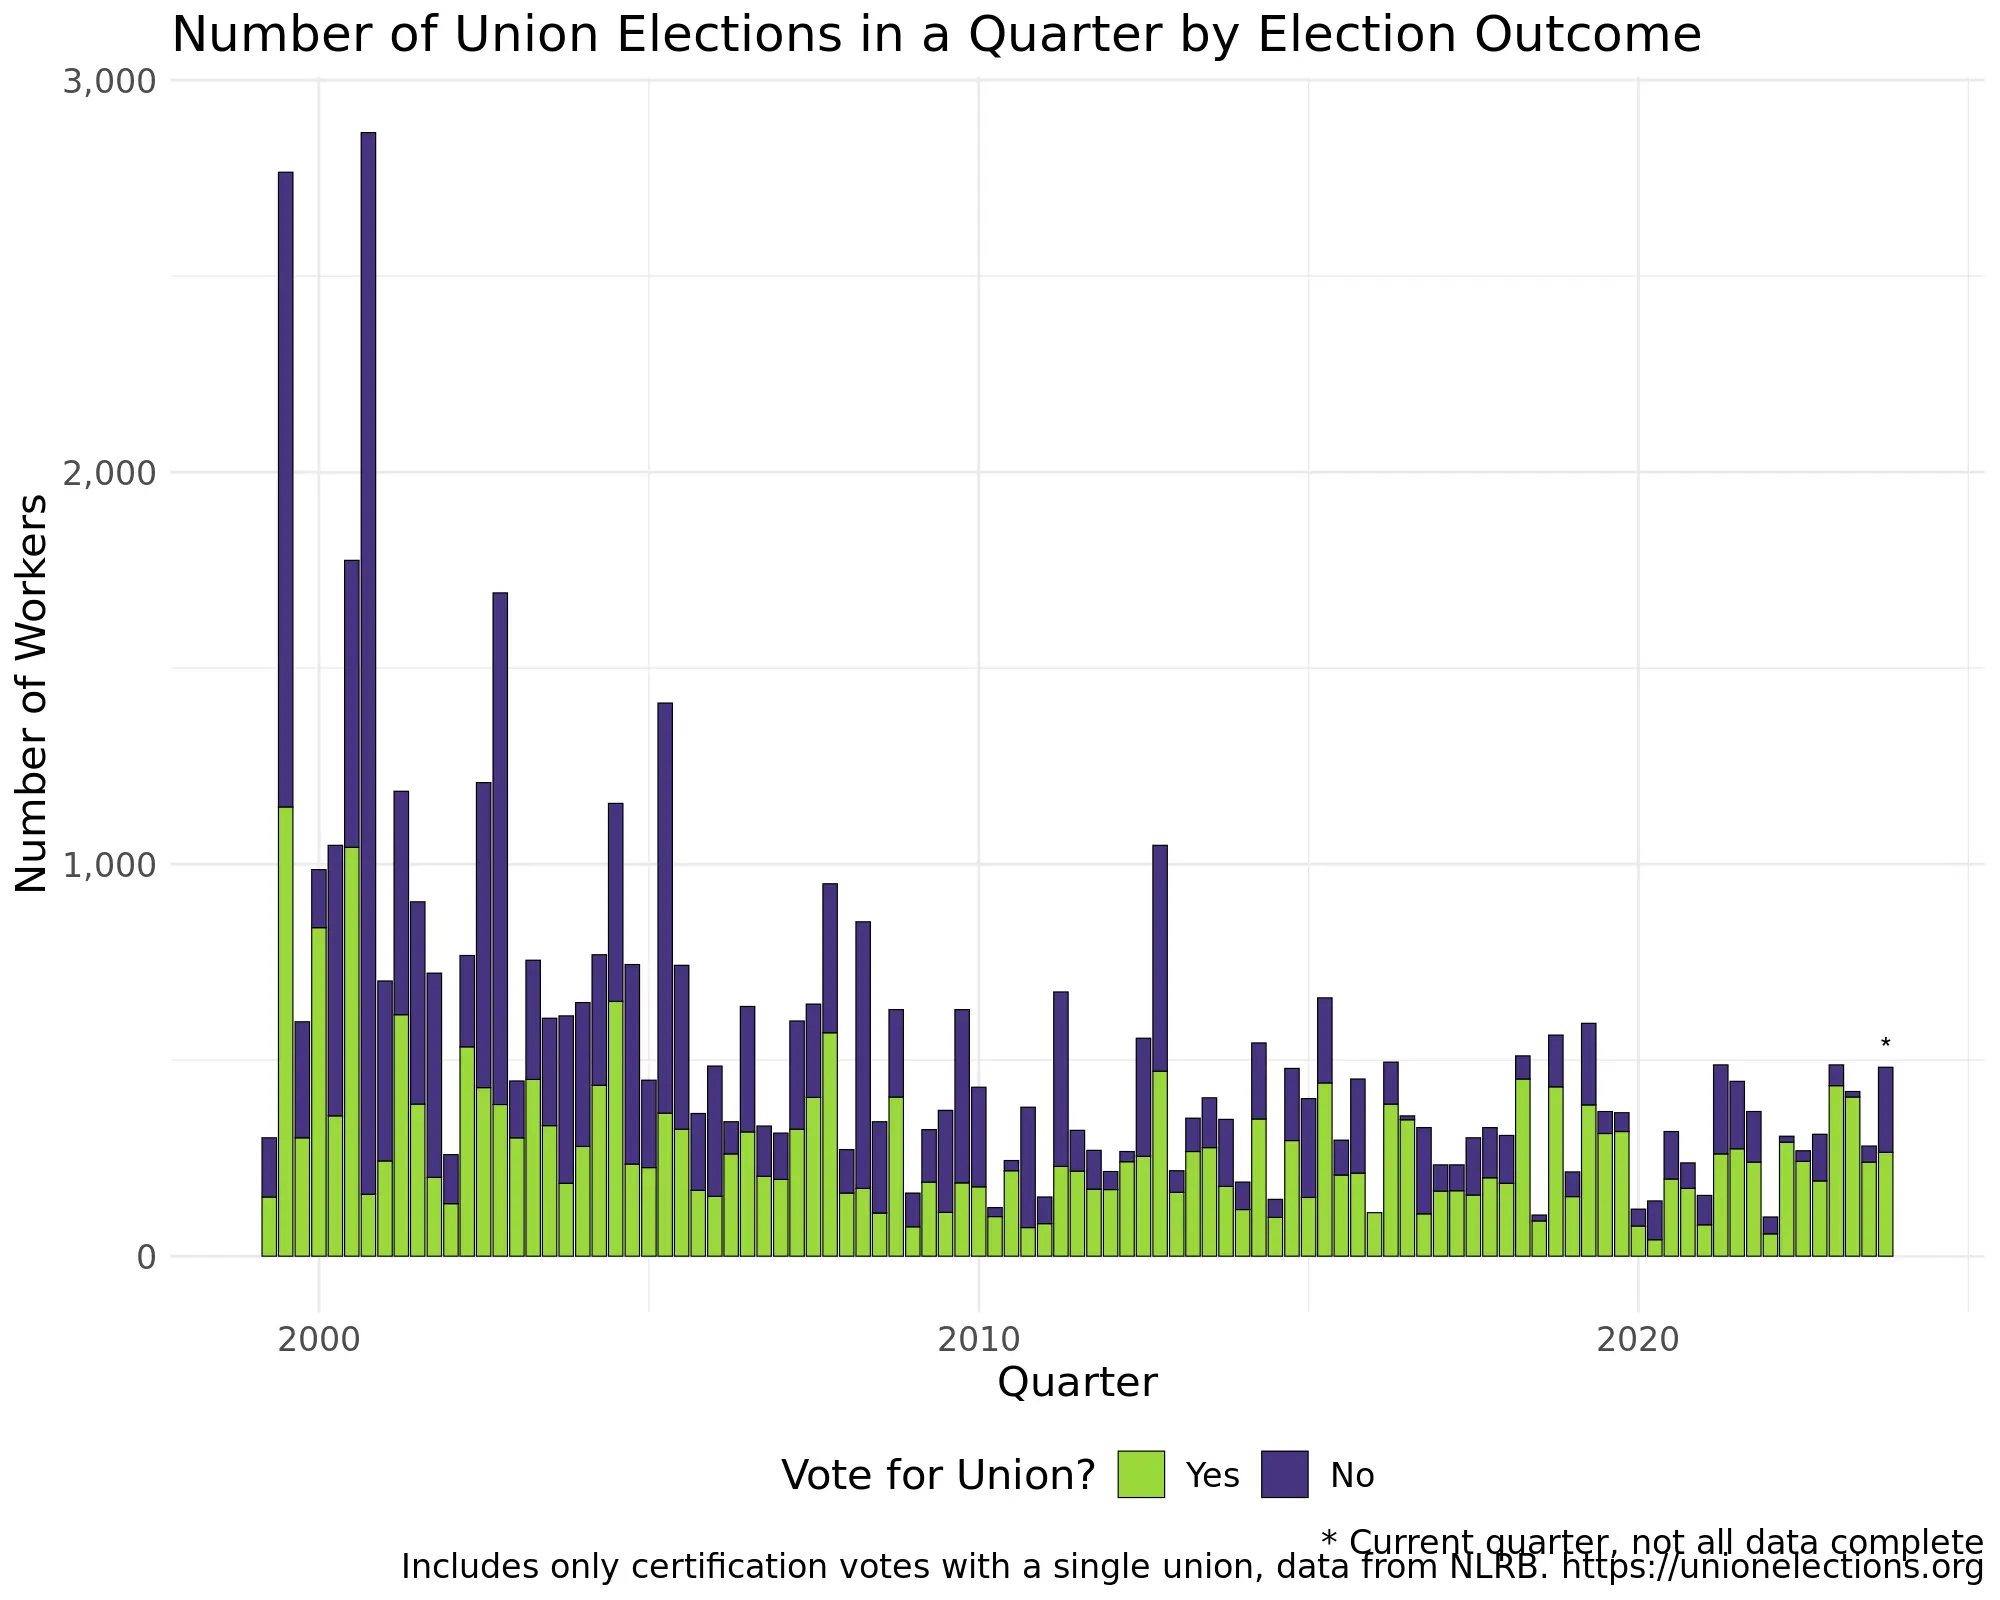 Number of Union Elections in a Quarter by Election Outcome
3,000
2,000
1,000
0
Number of Workers
2000 2010 2020
Quarter
Vote for Union? Yes No
*
* Current quarter, not all data complete
Includes only certification votes with a single union, data from NLRB. https://unionelections.org